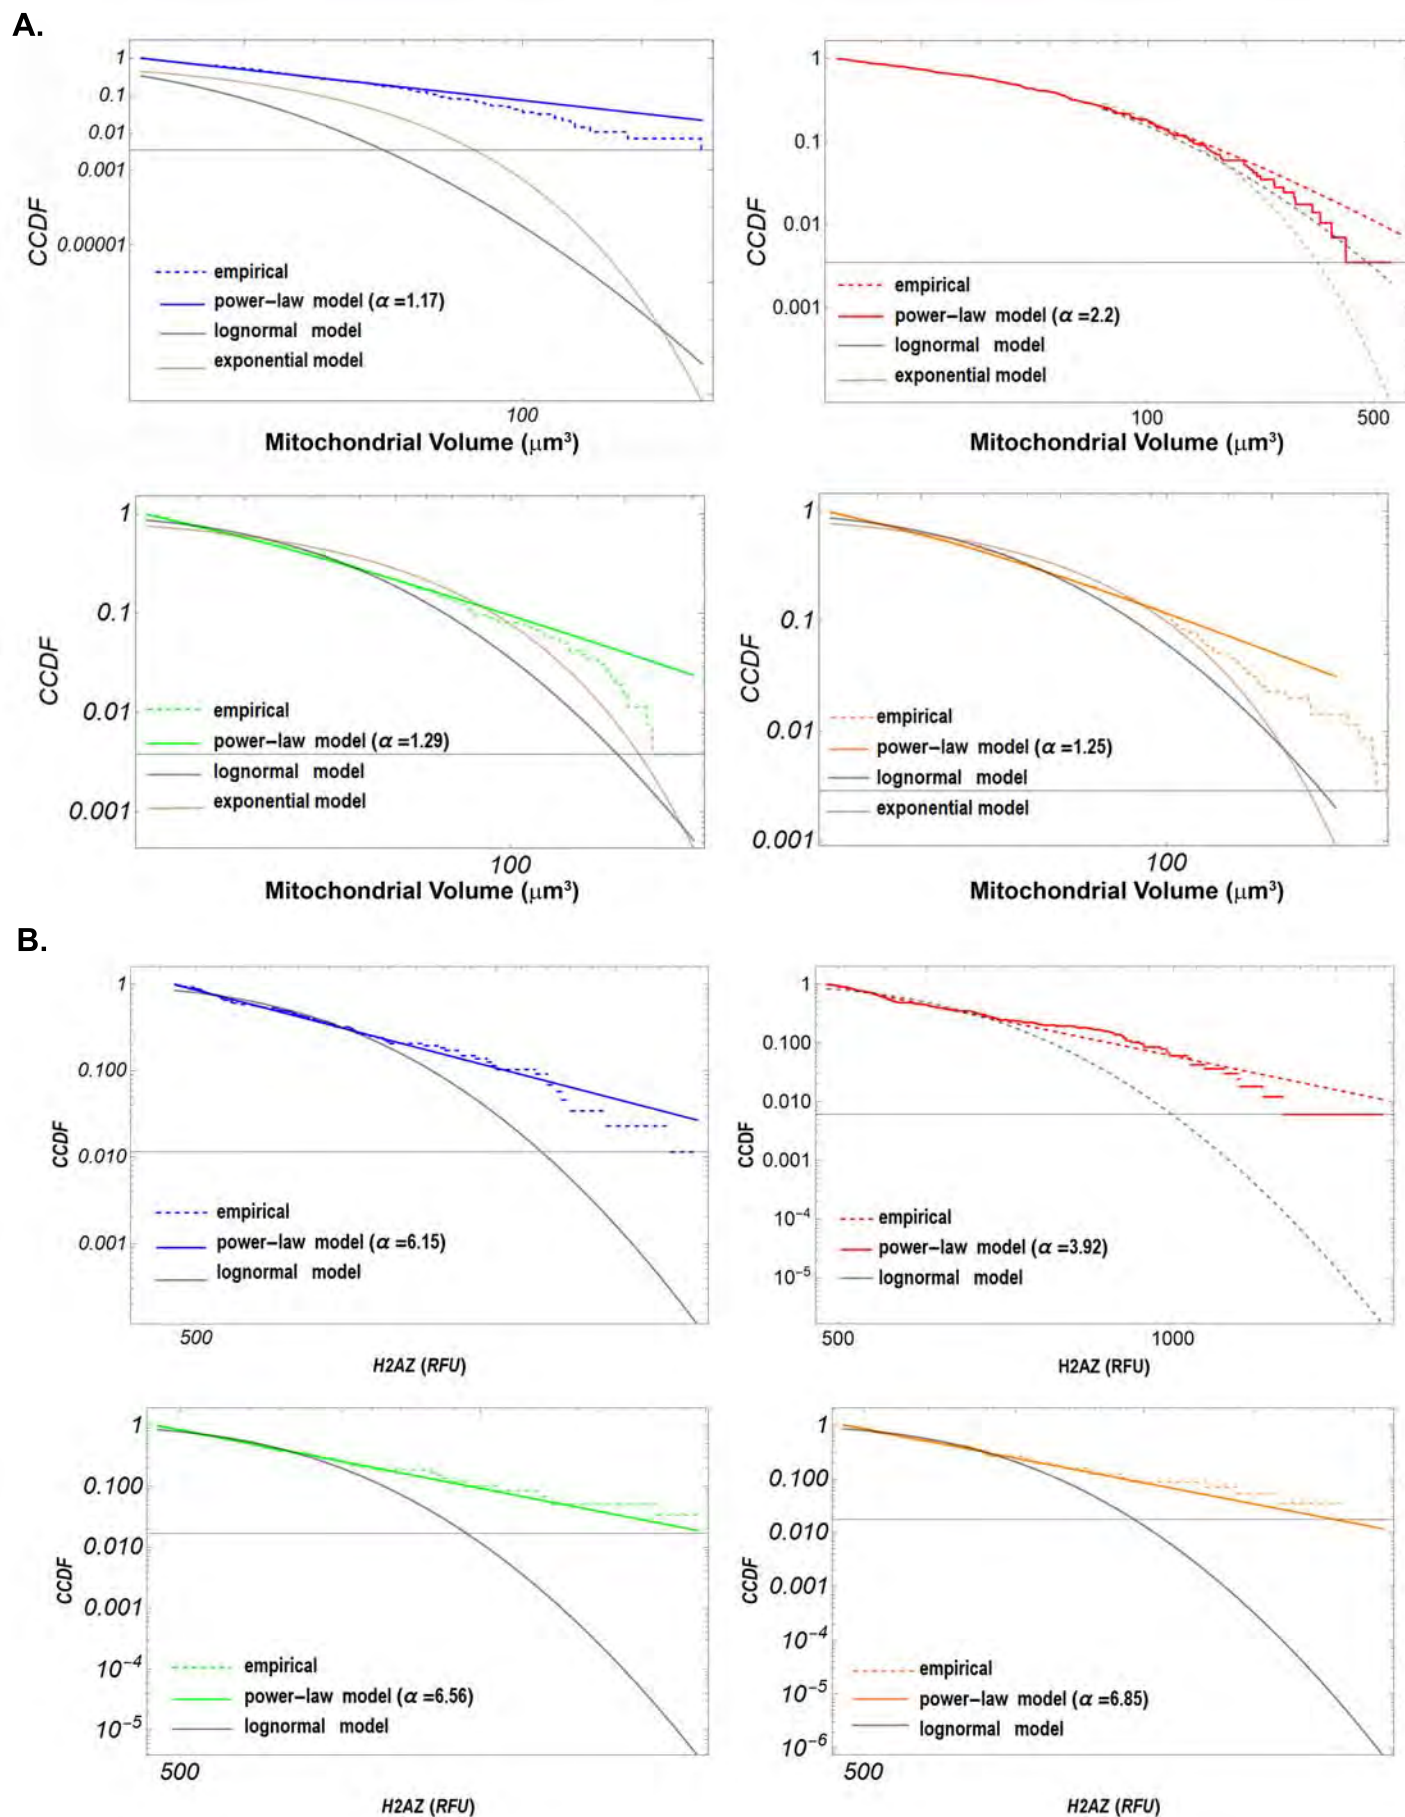 A.
1
0.1
0.01
0.001
0.00001
CCDF
empirical
power–law model (α =1.17)
lognormal model
exponential model
100
Mitochondrial Volume (μm³)
1
0.1
0.01
0.001
CCDF
empirical
power–law model (α =2.2)
lognormal model
exponential model
100 500
Mitochondrial Volume (μm³)
1
0.1
0.01
0.001
CCDF
empirical
power–law model (α =1.29)
lognormal model
exponential model
100
Mitochondrial Volume (μm³)
1
0.1
0.01
0.001
CCDF
empirical
power–law model (α =1.25)
lognormal model
exponential model
100
Mitochondrial Volume (μm³)
B.
1
0.100
0.010
0.001
CCDF
empirical
power–law model (α =6.15)
lognormal model
500
H2AZ (RFU)
1
0.100
0.010
0.001
10⁻⁴
10⁻⁵
CCDF
empirical
power–law model (α =3.92)
lognormal model
500 1000
H2AZ (RFU)
1
0.100
0.010
0.001
10⁻⁴
10⁻⁵
CCDF
empirical
power–law model (α =6.56)
lognormal model
500
H2AZ (RFU)
1
0.100
0.010
0.001
10⁻⁴
10⁻⁵
10⁻⁶
CCDF
empirical
power–law model (α =6.85)
lognormal model
500
H2AZ (RFU)